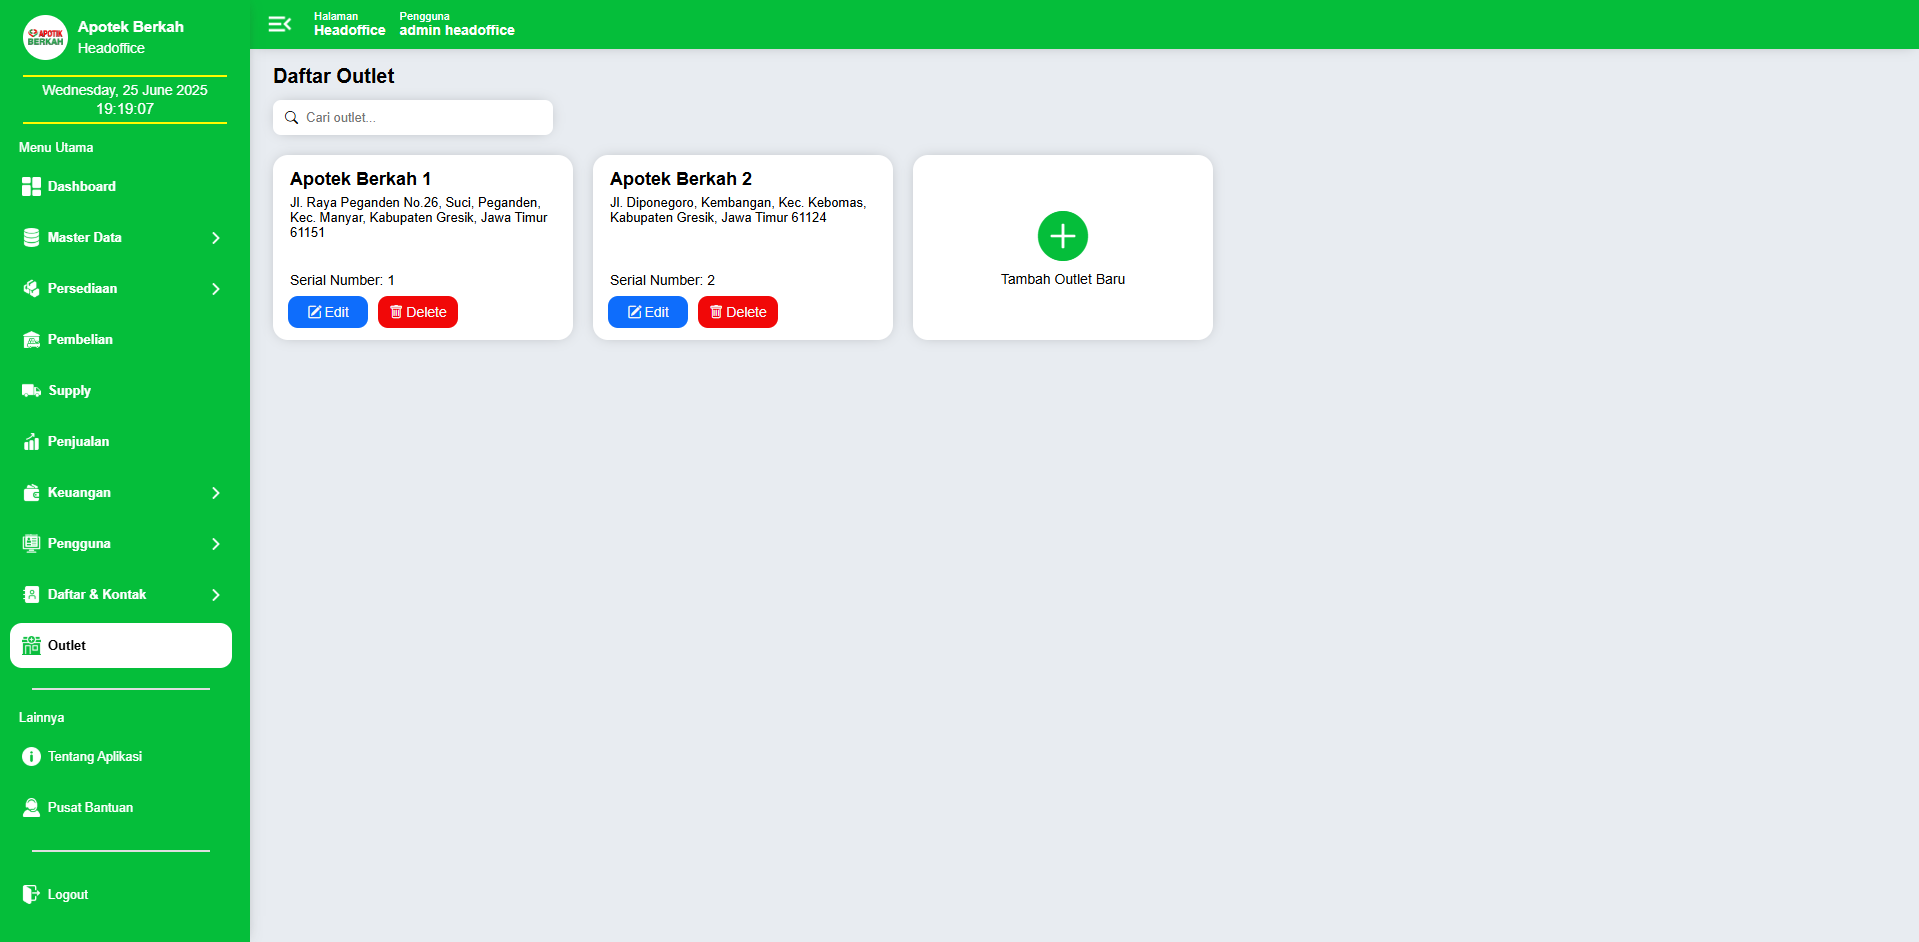 APOTIK
BERKAH
Apotek Berkah
Headoffice
Wednesday, 25 June 2025
19:19:07
Menu Utama
Dashboard
Master Data
Persediaan
Pembelian
Supply
Penjualan
Keuangan
Pengguna
Daftar & Kontak
Outlet
Lainnya
Tentang Aplikasi
Pusat Bantuan
Logout
Halaman
Headoffice
Pengguna
admin headoffice
Daftar Outlet
Cari outlet...
Apotek Berkah 1
Jl. Raya Peganden No.26, Suci, Peganden,
Kec. Manyar, Kabupaten Gresik, Jawa Timur
61151
Serial Number: 1
Edit
Delete
Apotek Berkah 2
Jl. Diponegoro, Kembangan, Kec. Kebomas,
Kabupaten Gresik, Jawa Timur 61124
Serial Number: 2
Edit
Delete
Tambah Outlet Baru